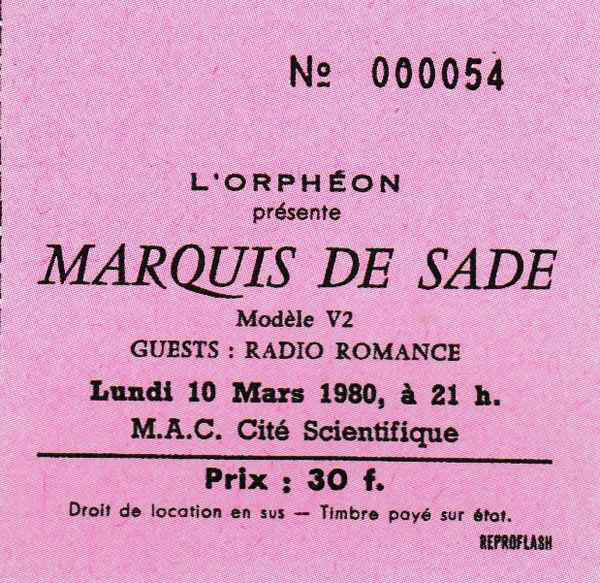 Nº 000054
L'ORPHÉON
présente
MARQUIS DE SADE
Modèle V2
GUESTS : RADIO ROMANCE
Lundi 10 Mars 1980, à 21 h.
M.A.C. Cité Scientifique
Prix : 30 f.
Droit de location en sus — Timbre payé sur état.
REPROFLASH